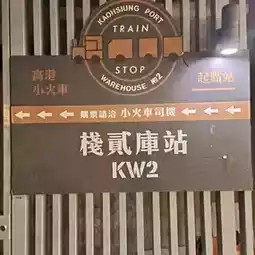 KAOHSIUNG PORT
TRAIN
STOP
WAREHOUSE №2
高港
小火車
起點站
購票請洽 小火車司機
棧貳庫站
KW2